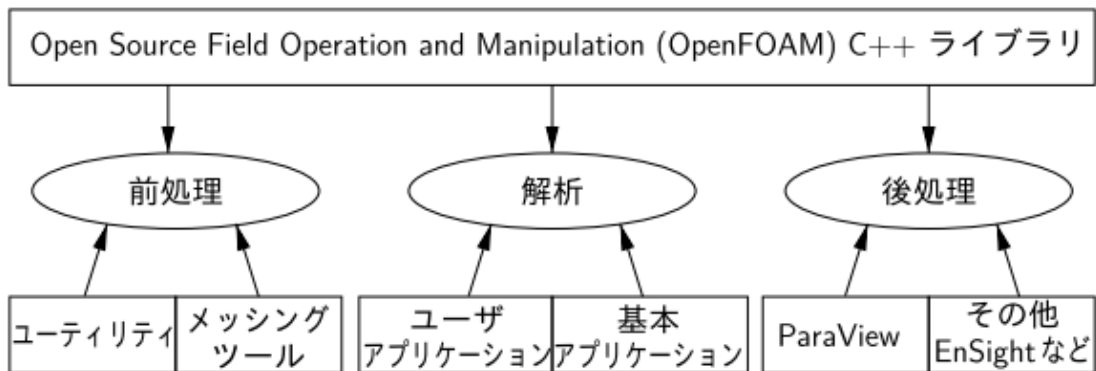 Open Source Field Operation and Manipulation (OpenFOAM) C++ ライブラリ
前処理
解析
後処理
ユーティリティ
メッシング
ツール
ユーザ
アプリケーション
基本
アプリケーション
ParaView
その他
EnSightなど